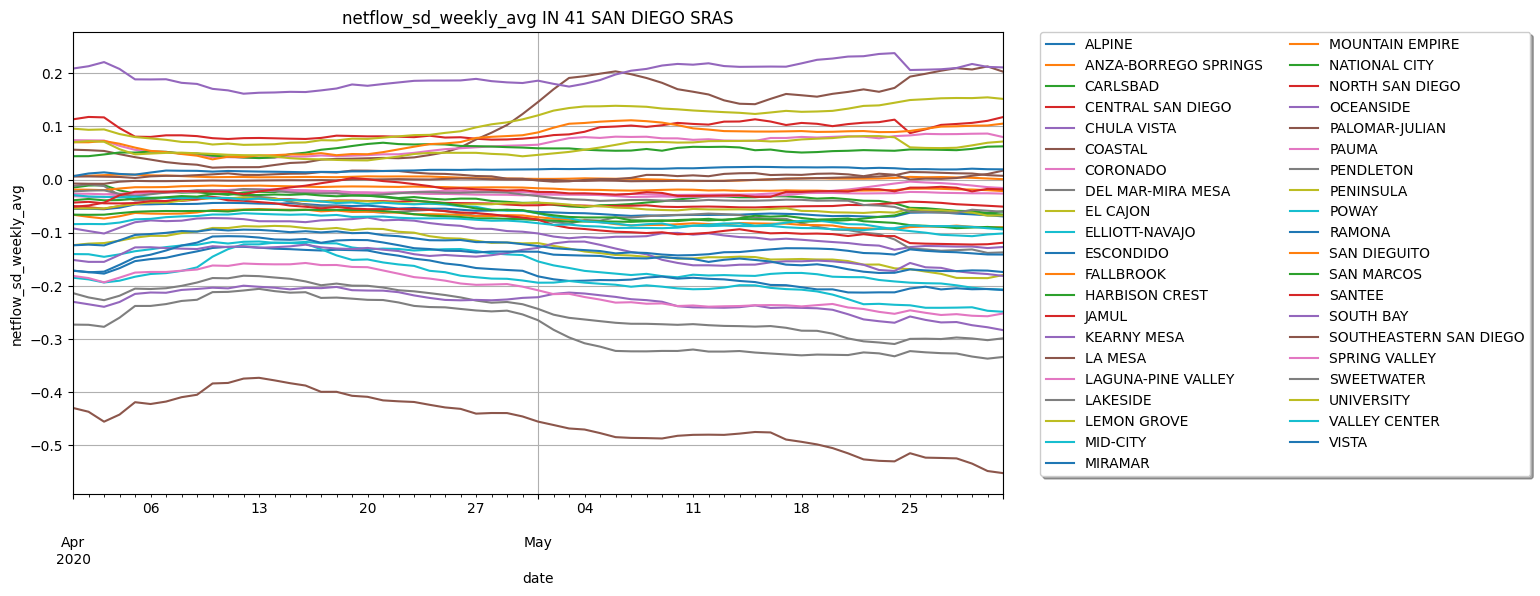 netflow_sd_weekly_avg IN 41 SAN DIEGO SRAS
netflow_sd_weekly_avg
0.2
0.1
0.0
−0.1
−0.2
−0.3
−0.4
−0.5
06
13
20
27
04
11
18
25
Apr
2020
May
date
ALPINE
ANZA-BORREGO SPRINGS
CARLSBAD
CENTRAL SAN DIEGO
CHULA VISTA
COASTAL
CORONADO
DEL MAR-MIRA MESA
EL CAJON
ELLIOTT-NAVAJO
ESCONDIDO
FALLBROOK
HARBISON CREST
JAMUL
KEARNY MESA
LA MESA
LAGUNA-PINE VALLEY
LAKESIDE
LEMON GROVE
MID-CITY
MIRAMAR
MOUNTAIN EMPIRE
NATIONAL CITY
NORTH SAN DIEGO
OCEANSIDE
PALOMAR-JULIAN
PAUMA
PENDLETON
PENINSULA
POWAY
RAMONA
SAN DIEGUITO
SAN MARCOS
SANTEE
SOUTH BAY
SOUTHEASTERN SAN DIEGO
SPRING VALLEY
SWEETWATER
UNIVERSITY
VALLEY CENTER
VISTA